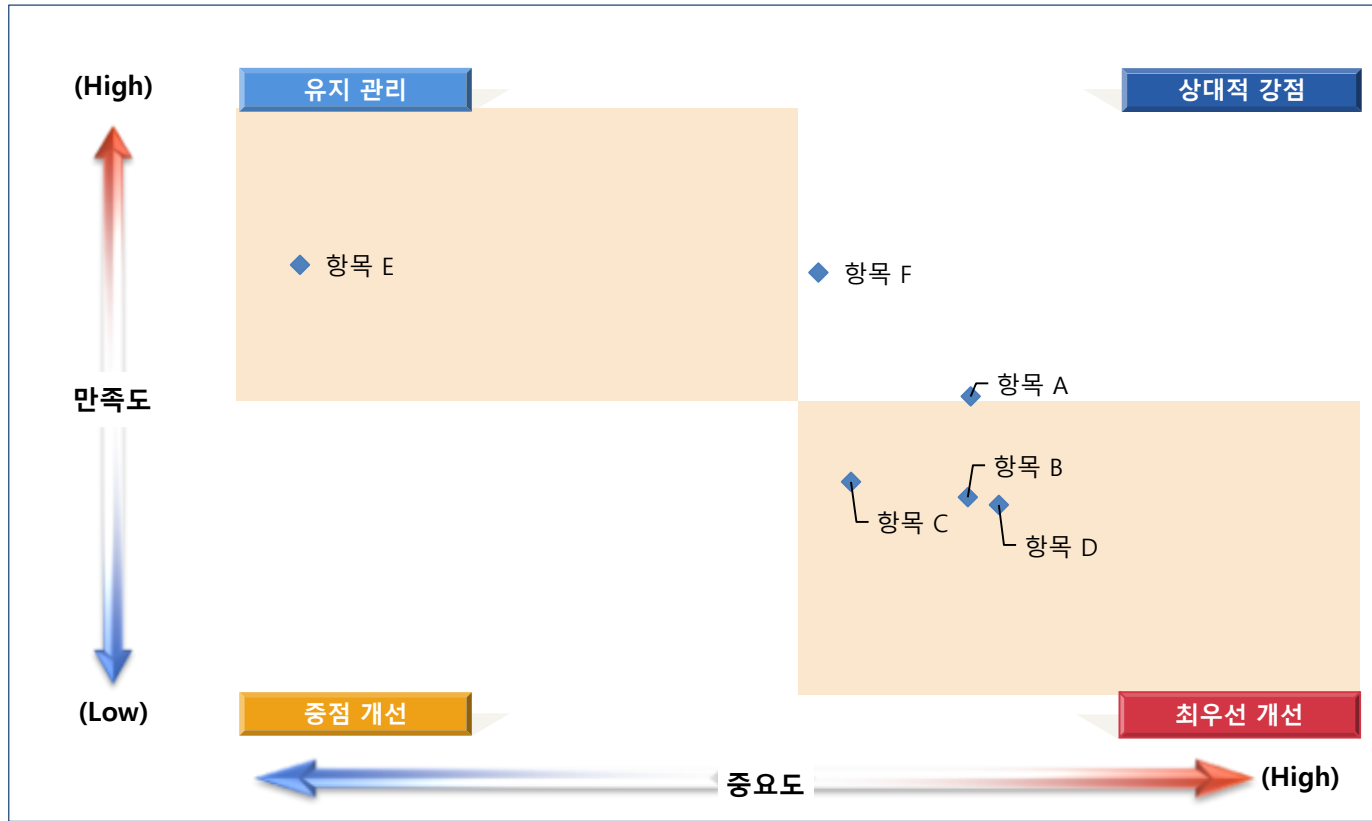 (High)
유지 관리
상대적 강점
항목 E
항목 F
만족도
항목 A
항목 B
항목 C
항목 D
(Low)
중점 개선
최우선 개선
중요도
(High)